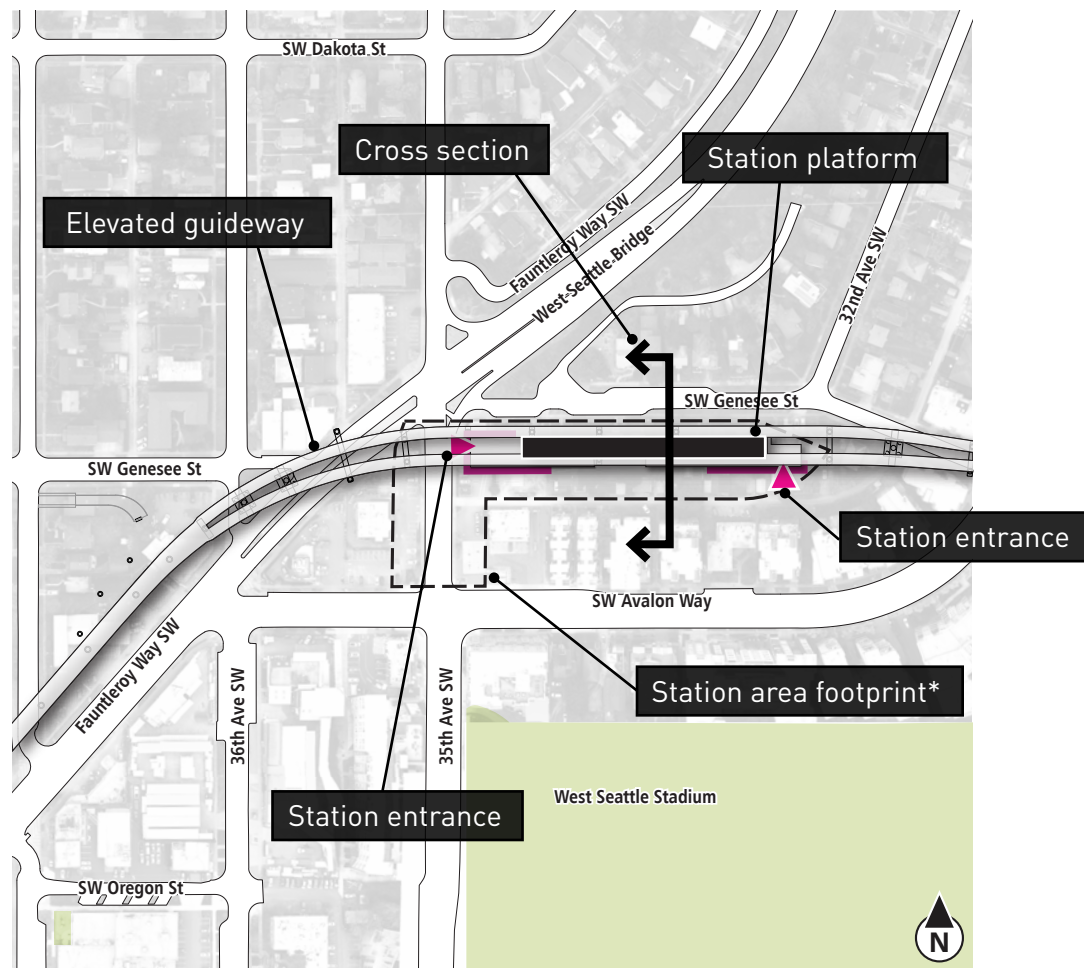 SW Dakota St
Cross section
Station platform
Elevated guideway
Fauntleroy Way SW
West-Seattle-Bridge
32nd Ave SW
SW Genesee St
SW Genesee St
Station entrance
SW Avalon Way
Fauntleroy Way SW
36th Ave SW
35th Ave SW
Station area footprint*
Station entrance
West Seattle Stadium
SW Oregon St
N